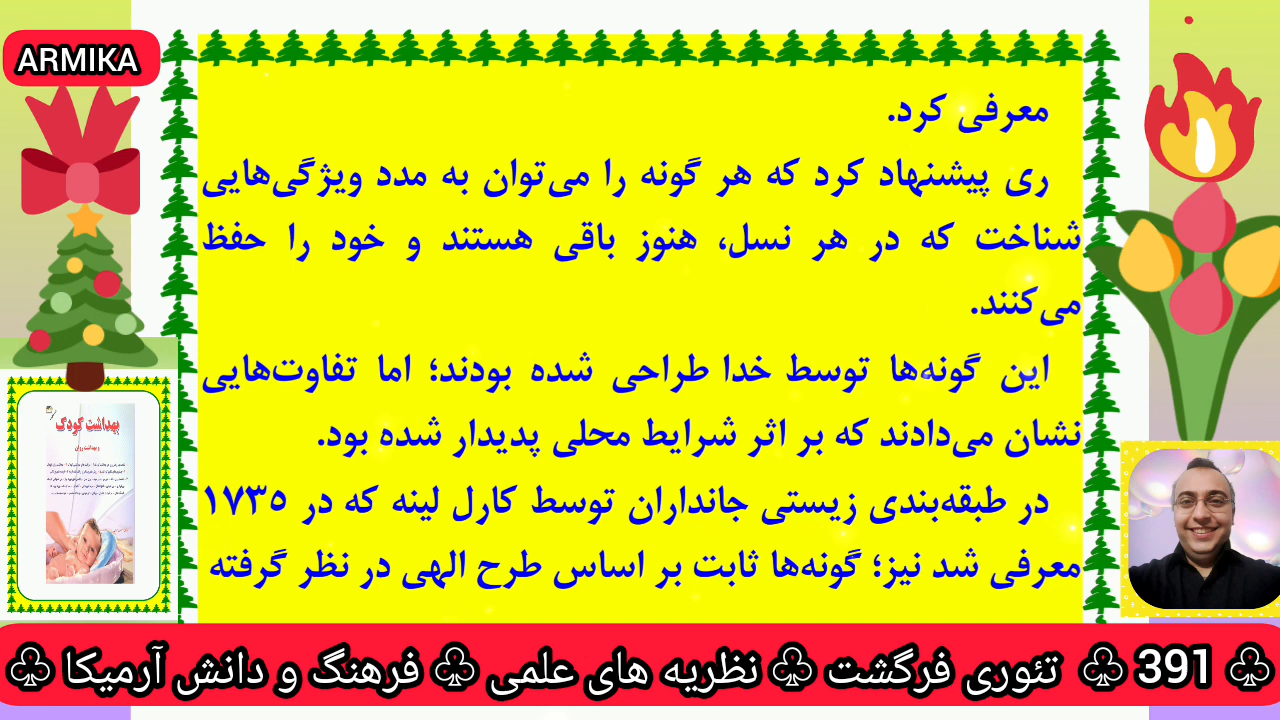 ARMIKA
معرفی کرد.
ری پیشنهاد کرد که هر گونه را می‌توان به مدد ویژگی‌هایی
شناخت که در هر نسل، هنوز باقی هستند و خود را حفظ
می‌کنند.
این گونه‌ها توسط خدا طراحی شده بودند؛ اما تفاوت‌هایی
نشان می‌دادند که بر اثر شرایط محلی پدیدار شده بود.
در طبقه‌بندی زیستی جانداران توسط کارل لینه که در ۱۷۳۵
معرفی شد نیز؛ گونه‌ها ثابت بر اساس طرح الهی در نظر گرفته
بهداشت کودک
♧ 391 ♧ تئوری فرگشت ♧ نظریه های علمی ♧ فرهنگ و دانش آرمیکا ♧